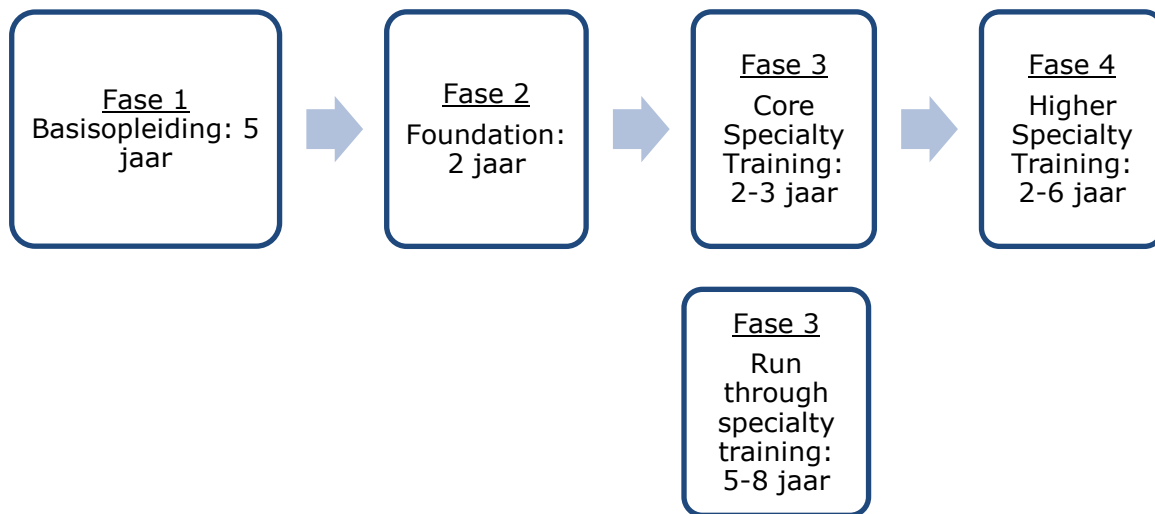 Fase 1
Basisopleiding: 5
jaar
Fase 2
Foundation:
2 jaar
Fase 3
Core
Specialty
Training:
2-3 jaar
Fase 4
Higher
Specialty
Training:
2-6 jaar
Fase 3
Run
through
specialty
training:
5-8 jaar